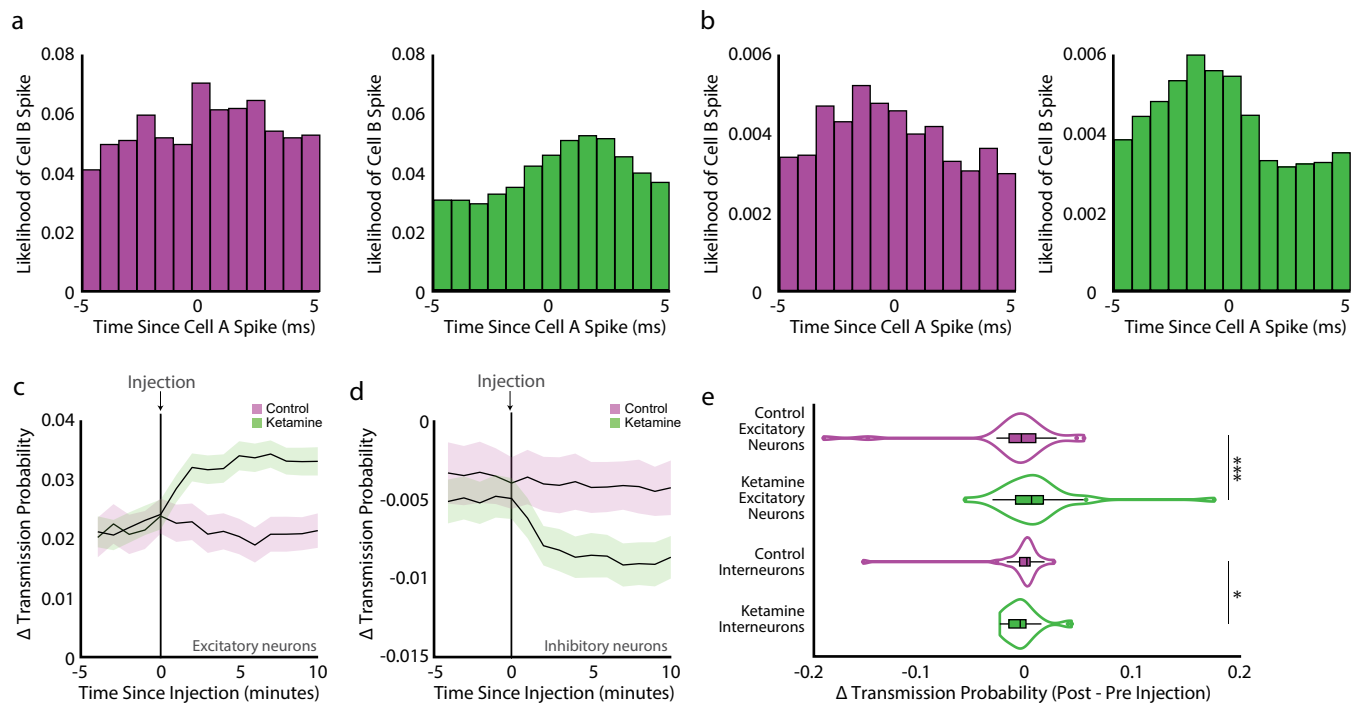 a
0.08
0.06
0.04
0.02
0
-5
0
5
Likelihood of Cell B Spike
Time Since Cell A Spike (ms)
0.08
0.06
0.04
0.02
0
-5
0
5
Likelihood of Cell B Spike
Time Since Cell A Spike (ms)
b
0.006
0.004
0.002
0
-5
0
5
Likelihood of Cell B Spike
Time Since Cell A Spike (ms)
0.006
0.004
0.002
0
-5
0
5
Likelihood of Cell B Spike
Time Since Cell A Spike (ms)
c
Injection
Control
Ketamine
0.04
0.03
0.02
0.01
0
-5
0
5
10
Δ Transmission Probability
Excitatory neurons
Time Since Injection (minutes)
d
Injection
Control
Ketamine
0
-0.005
-0.01
-0.015
-5
0
5
10
Δ Transmission Probability
Inhibitory neurons
Time Since Injection (minutes)
e
Control
Excitatory
Neurons
Ketamine
Excitatory
Neurons
Control
Interneurons
Ketamine
Interneurons
***
*
-0.2
-0.1
0
0.1
0.2
Δ Transmission Probability (Post - Pre Injection)